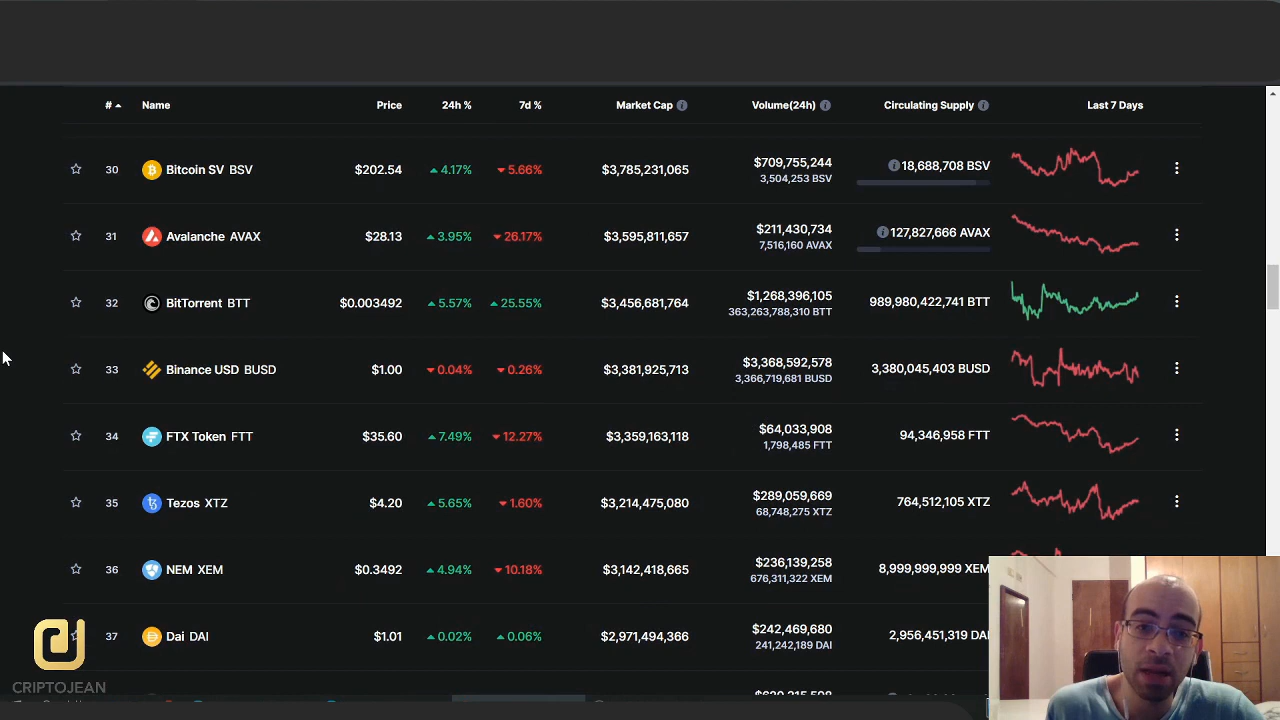 # Name Price 24h % 7d % Market Cap Volume(24h) Circulating Supply Last 7 Days
30 Bitcoin SV BSV $202.54 4.17% 5.66% $3,785,231,065 $709,755,244 18,688,708 BSV
3,504,253 BSV
31 Avalanche AVAX $28.13 3.95% 26.17% $3,595,811,657 $211,430,734 127,827,666 AVAX
7,516,160 AVAX
32 BitTorrent BTT $0.003492 5.57% 25.55% $3,456,681,764 $1,268,396,105 989,980,422,741 BTT
363,263,788,310 BTT
33 Binance USD BUSD $1.00 0.04% 0.26% $3,381,925,713 $3,368,592,578 3,380,045,403 BUSD
3,366,719,681 BUSD
34 FTX Token FTT $35.60 7.49% 12.27% $3,359,163,118 $64,033,908 94,346,958 FTT
1,798,485 FTT
35 Tezos XTZ $4.20 5.65% 1.60% $3,214,475,080 $289,059,669 764,512,105 XTZ
68,748,275 XTZ
36 NEM XEM $0.3492 4.94% 10.18% $3,142,418,665 $236,139,258 8,999,999,999 XEM
676,311,322 XEM
37 Dai DAI $1.01 0.02% 0.06% $2,971,494,366 $242,469,680 2,956,451,319 DAI
241,242,189 DAI
CRIPTOJEAN